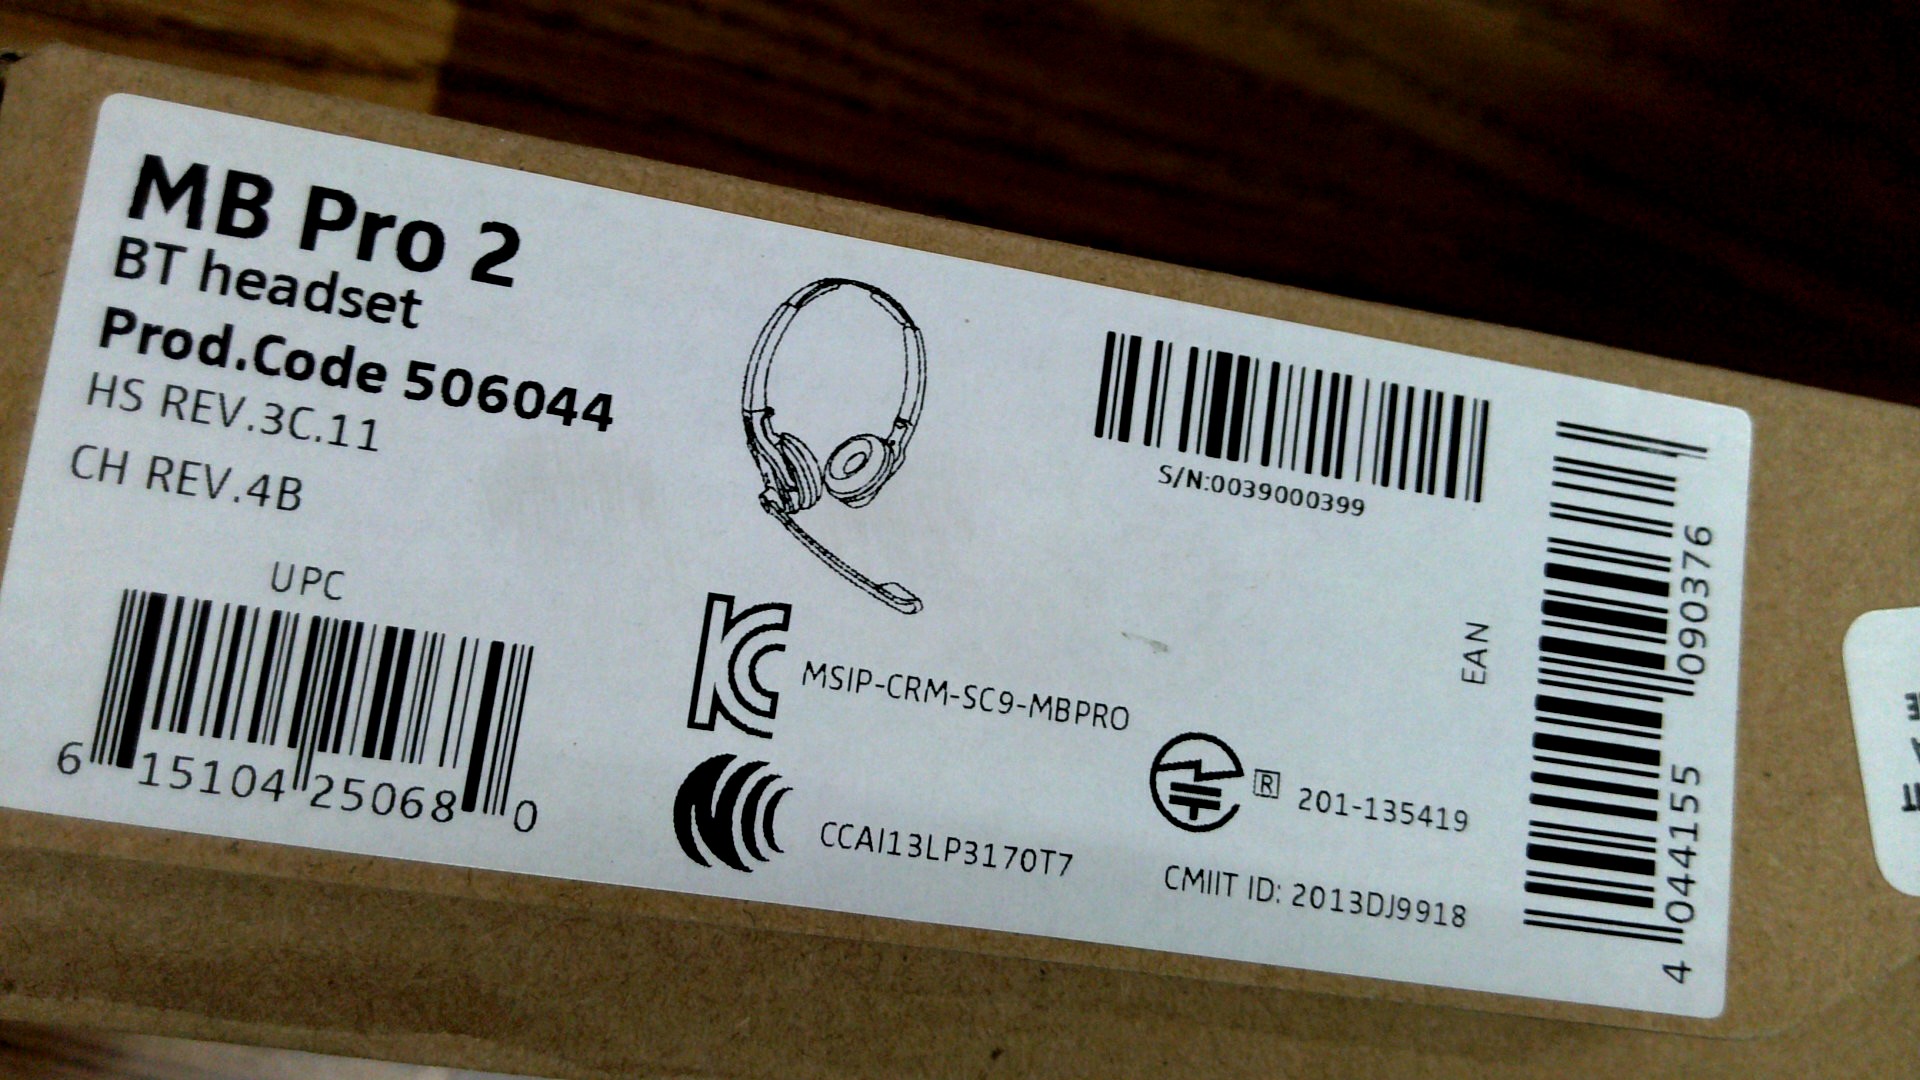 MB Pro 2
BT headset
Prod.Code 506044
HS REV.3C.11
CH REV.4B
UPC
6 15104 25068 0
S/N:0039000399
MSIP-CRM-SC9-MBPRO
CCAI13LP3170T7
R 201-135419
CMIIT ID: 2013DJ9918
EAN
4 044155 090376